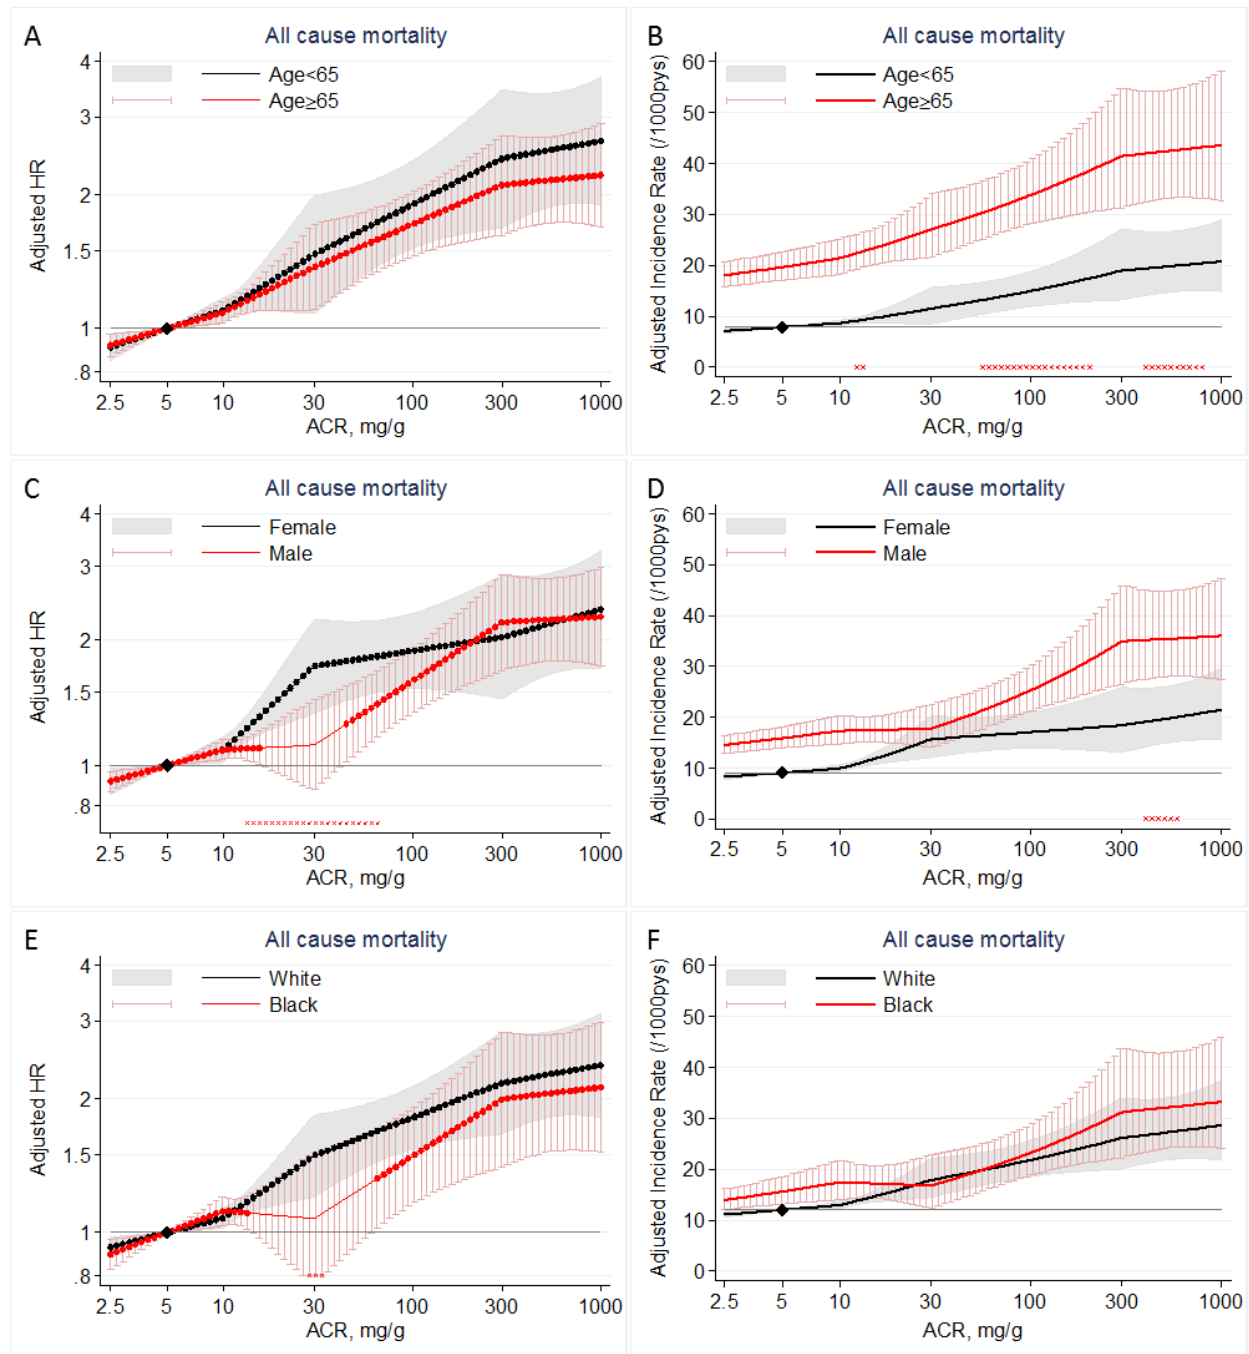 A
All cause mortality
Age<65
Age≥65
Adjusted HR
4
3
2
1.5
1
.8
2.5 5 10 30 100 300 1000
ACR, mg/g
B
All cause mortality
Age<65
Age≥65
Adjusted Incidence Rate (/1000pys)
60
50
40
30
20
10
0
2.5 5 10 30 100 300 1000
ACR, mg/g
C
All cause mortality
Female
Male
Adjusted HR
4
3
2
1.5
1
.8
2.5 5 10 30 100 300 1000
ACR, mg/g
D
All cause mortality
Female
Male
Adjusted Incidence Rate (/1000pys)
60
50
40
30
20
10
0
2.5 5 10 30 100 300 1000
ACR, mg/g
E
All cause mortality
White
Black
Adjusted HR
4
3
2
1.5
1
.8
2.5 5 10 30 100 300 1000
ACR, mg/g
F
All cause mortality
White
Black
Adjusted Incidence Rate (/1000pys)
60
50
40
30
20
10
0
2.5 5 10 30 100 300 1000
ACR, mg/g